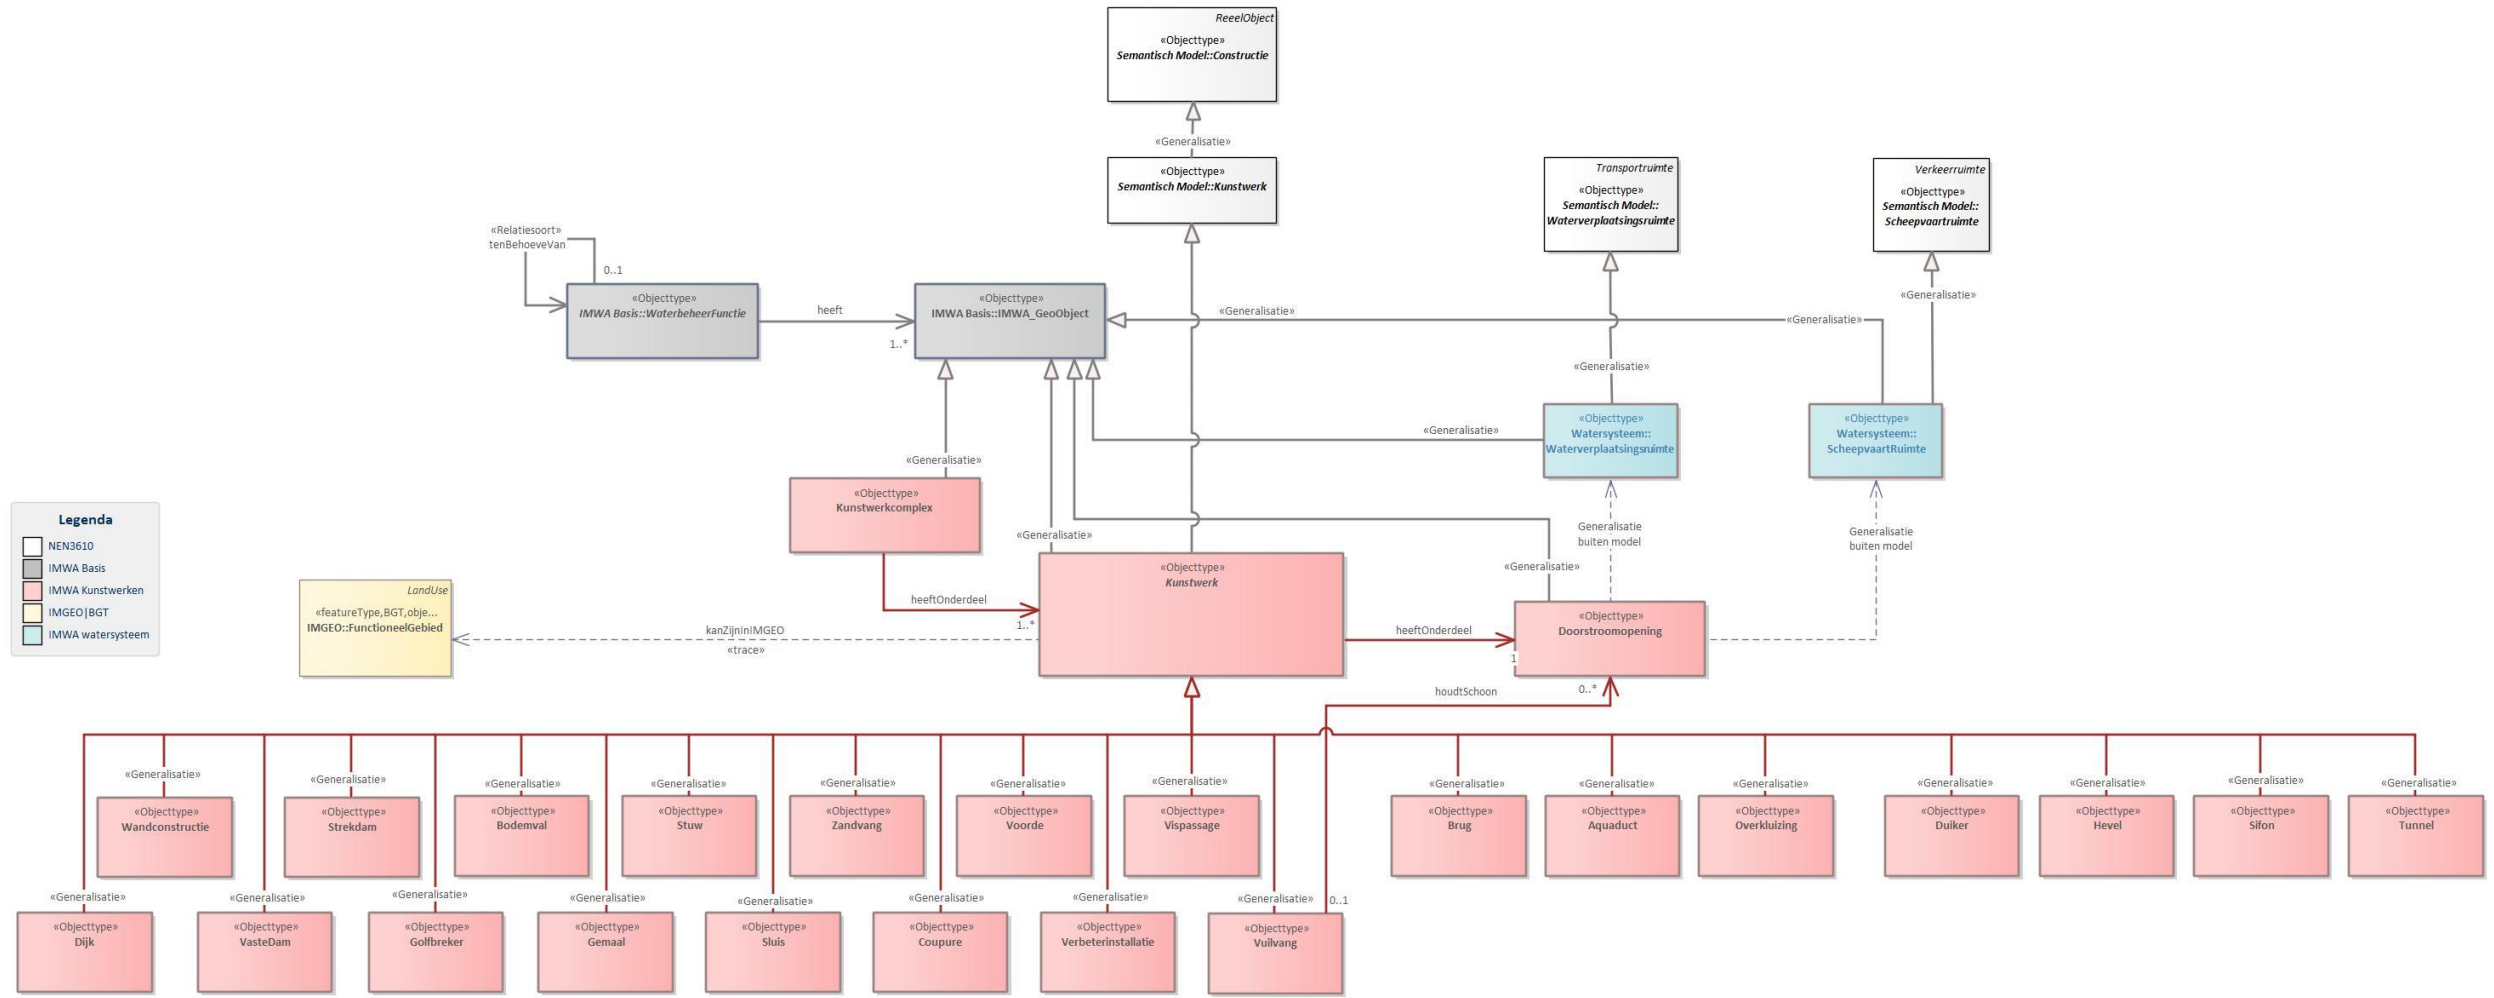 ReeelObject
«Objecttype»
Semantisch Model::Constructie
«Generalisatie»
«Objecttype»
Semantisch Model::Kunstwerk
Transportruimte
«Objecttype»
Semantisch Model::
Waterverplaatsingsruimte
Verkeerruimte
«Objecttype»
Semantisch Model::
Scheepvaartruimte
«Relatiesoort»
tenBehoeveVan
0..1
«Objecttype»
IMWA Basis::WaterbeheerFunctie
heeft
1..*
«Objecttype»
IMWA Basis::IMWA_GeoObject
«Generalisatie»
«Generalisatie»
«Generalisatie»
«Generalisatie»
«Generalisatie»
«Objecttype»
Watersysteem::
Waterverplaatsingsruimte
«Objecttype»
Watersysteem::
ScheepvaartRuimte
«Generalisatie»
«Objecttype»
Kunstwerkcomplex
«Generalisatie»
«Generalisatie»
Generalisatie
buiten model
Generalisatie
buiten model
Legenda
NEN3610
IMWA Basis
IMWA Kunstwerken
IMGEO|BGT
IMWA watersysteem
LandUse
«featureType,BGT,obje...
IMGEO::FunctioneelGebied
kanZijnInIMGEO
«trace»
heeftOnderdeel
1..*
«Objecttype»
Kunstwerk
heeftOnderdeel
1
«Objecttype»
Doorstroomopening
houdtSchoon
0..*
«Generalisatie»
«Objecttype»
Wandconstructie
«Generalisatie»
«Objecttype»
Strekdam
«Generalisatie»
«Objecttype»
Bodemval
«Generalisatie»
«Objecttype»
Stuw
«Generalisatie»
«Objecttype»
Zandvang
«Generalisatie»
«Objecttype»
Voorde
«Generalisatie»
«Objecttype»
Vispassage
«Generalisatie»
«Objecttype»
Brug
«Generalisatie»
«Objecttype»
Aquaduct
«Generalisatie»
«Objecttype»
Overkluizing
«Generalisatie»
«Objecttype»
Duiker
«Generalisatie»
«Objecttype»
Hevel
«Generalisatie»
«Objecttype»
Sifon
«Generalisatie»
«Objecttype»
Tunnel
«Generalisatie»
«Objecttype»
Dijk
«Generalisatie»
«Objecttype»
VasteDam
«Generalisatie»
«Objecttype»
Golfbreker
«Generalisatie»
«Objecttype»
Gemaal
«Generalisatie»
«Objecttype»
Sluis
«Generalisatie»
«Objecttype»
Coupure
«Generalisatie»
«Objecttype»
Verbeterinstallatie
«Generalisatie»
0..1
«Objecttype»
Vuilvang